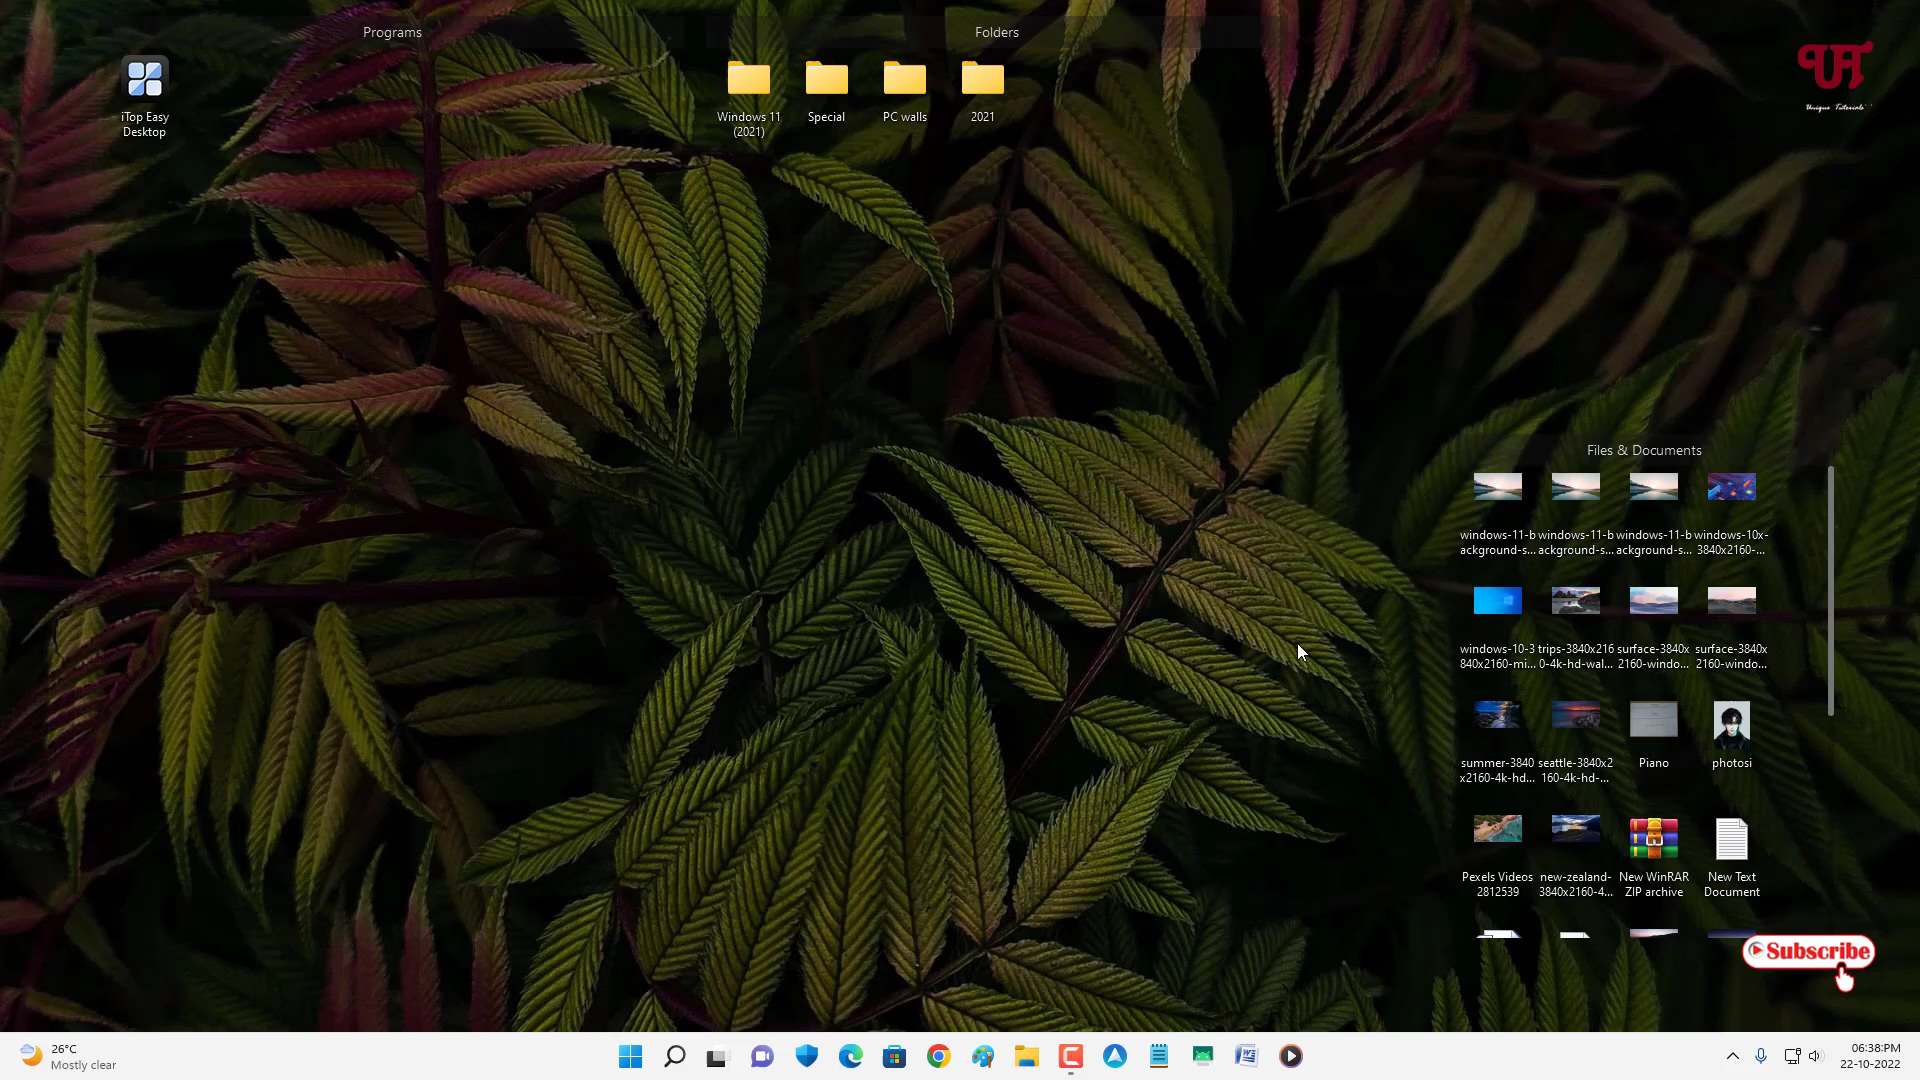 Programs
Folders
iTop Easy
Desktop
Windows 11
(2021)
Special
PC walls
2021
UT
Unique Tutorials
Files & Documents
windows-11-b
ackground-s...
windows-11-b
ackground-s...
windows-11-b
ackground-s...
windows-10x-
3840x2160-...
windows-10-3
840x2160-mi...
trips-3840x216
0-4k-hd-wal...
surface-3840x
2160-windo...
surface-3840x
2160-windo...
summer-3840
x2160-4k-hd...
seattle-3840x2
160-4k-hd-...
Piano
photosi
Pexels Videos
2812539
new-zealand-
3840x2160-4...
New WinRAR
ZIP archive
New Text
Document
Subscribe
26°C
Mostly clear
06:38:PM
22-10-2022